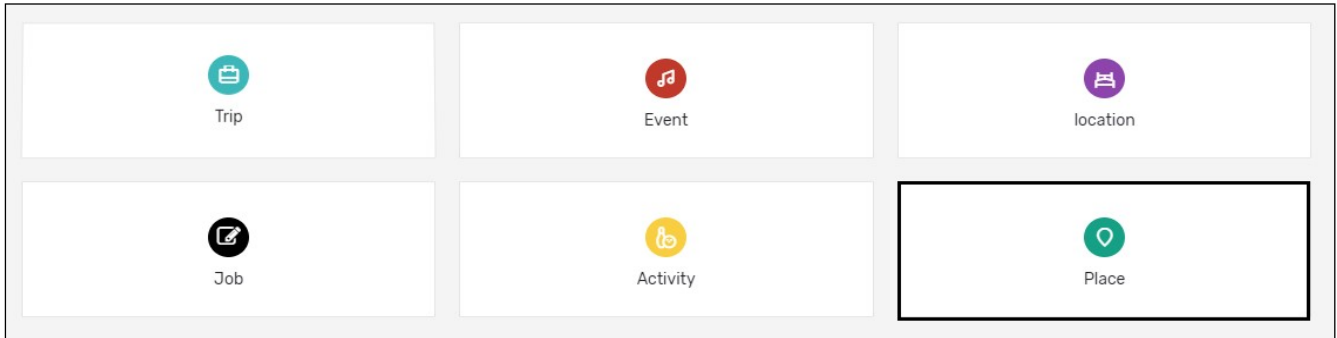 Trip
Event
location
Job
Activity
Place